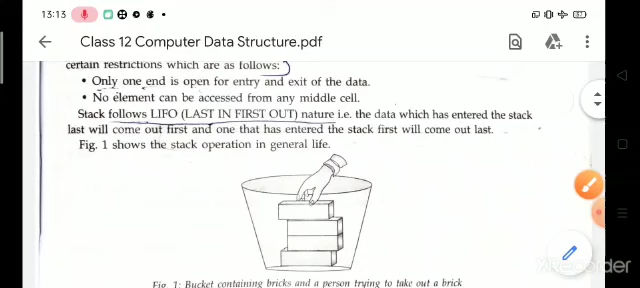 13:13
57
Class 12 Computer Data Structure.pdf
certain restrictions which are as follows:
• Only one end is open for entry and exit of the data.
• No element can be accessed from any middle cell.
Stack follows LIFO (LAST IN FIRST OUT) nature i.e. the data which has entered the stack
last will come out first and one that has entered the stack first will come out last.
Fig. 1 shows the stack operation in general life.
Fig 1: Bucket containing bricks and a person trying to take out a brick
XRecorder